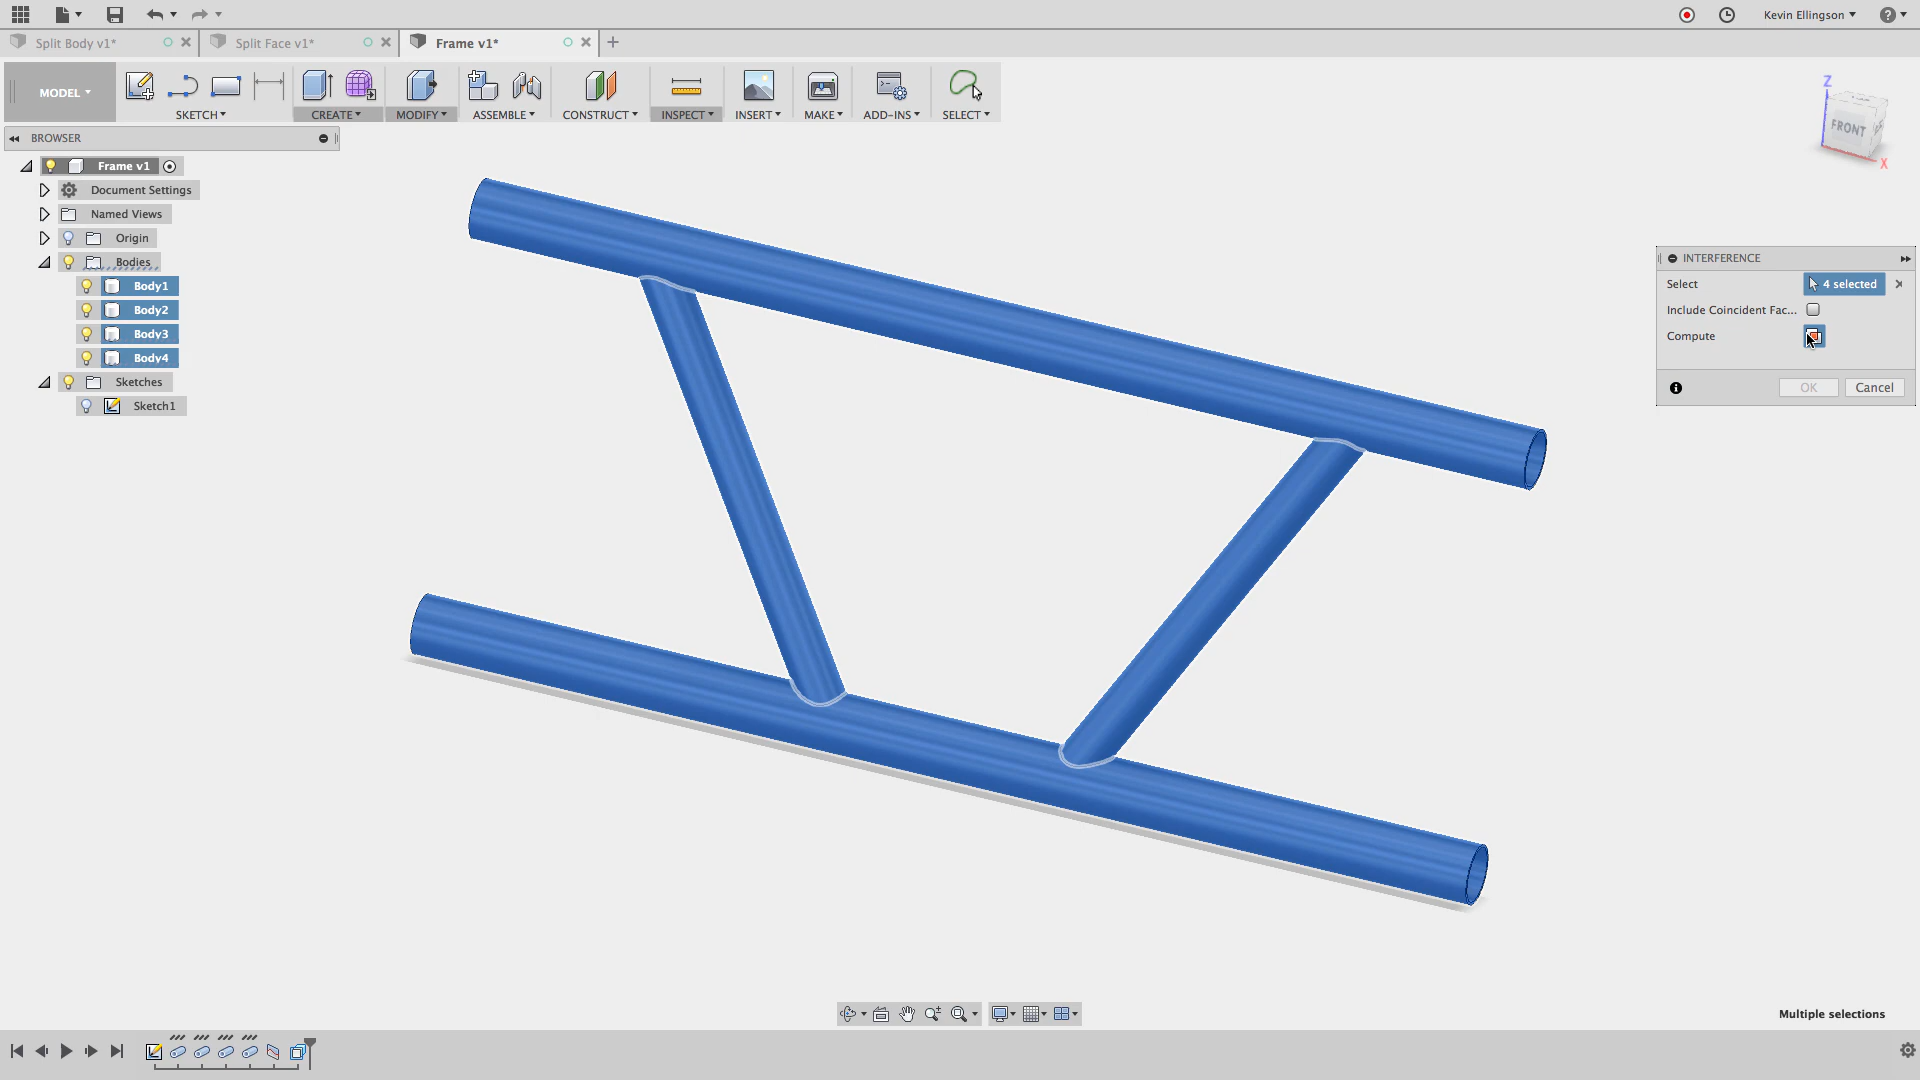 Kevin Ellingson
Split Body v1*
Split Face v1*
Frame v1*
MODEL
SKETCH
CREATE
MODIFY
ASSEMBLE
CONSTRUCT
INSPECT
INSERT
MAKE
ADD-INS
SELECT
BROWSER
Frame v1
Document Settings
Named Views
Origin
Bodies
Body1
Body2
Body3
Body4
Sketches
Sketch1
Z
FRONT
X
INTERFERENCE
Select
4 selected
Include Coincident Fac...
Compute
OK
Cancel
Multiple selections